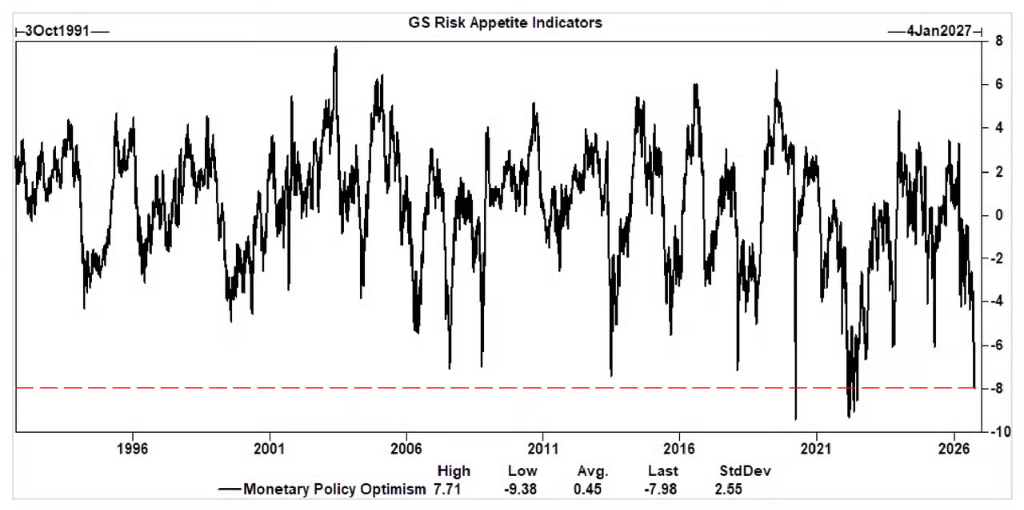 GS Risk Appetite Indicators
3Oct1991
4Jan2027
8
6
4
2
0
-2
-4
-6
-8
-10
1996 2001 2006 2011 2016 2021 2026
High Low Avg. Last StdDev
Monetary Policy Optimism 7.71 -9.38 0.45 -7.98 2.55